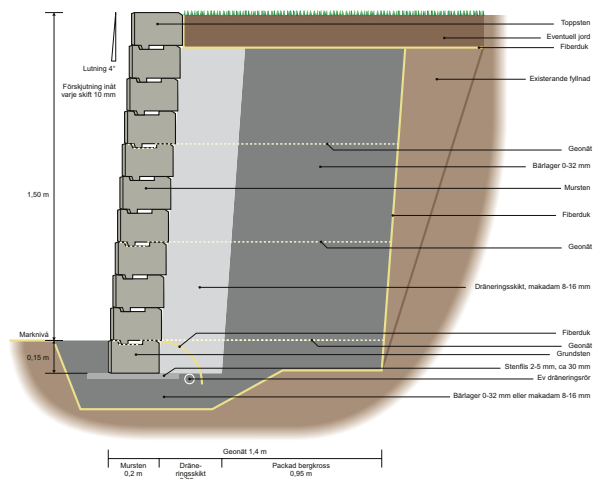 Toppsten
Eventuell jord
Fiberduk
Lutning 4°
Existerande fyllnad
Förskjutning inåt
varje skift 10 mm
Geonät
Bärlager 0-32 mm
Mursten
1,50 m
Fiberduk
Geonät
Dräneringsskikt, makadam 8-16 mm
Fiberduk
Marknivå
Geonät
Grundsten
0,15 m
Stenflis 2-5 mm, ca 30 mm
Ev dräneringsrör
Bärlager 0-32 mm eller makadam 8-16 mm
Geonät 1,4 m
Mursten
0,2 m
Dräne-
ringsskikt
Packad bergkross
0,95 m